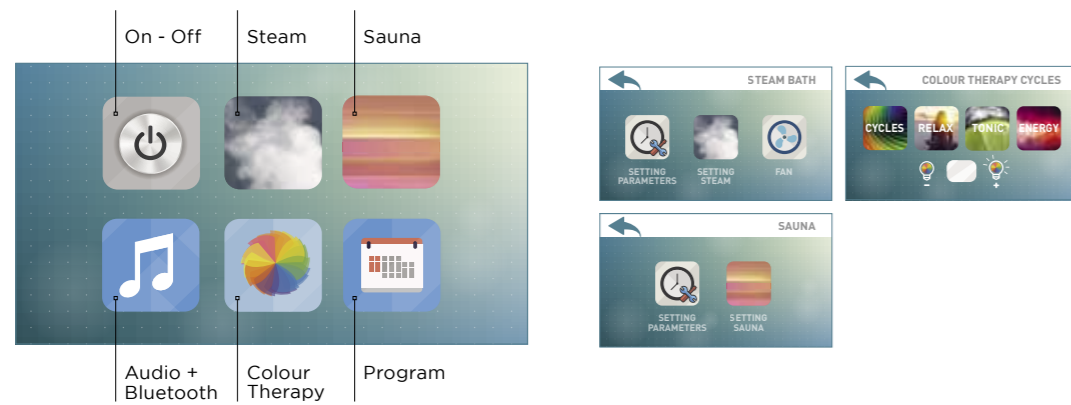 On - Off
Steam
Sauna
Audio +
Bluetooth
Colour
Therapy
Program
STEAM BATH
SETTING
PARAMETERS
SETTING
STEAM
FAN
COLOUR THERAPY CYCLES
CYCLES
RELAX
TONIC
ENERGY
-
+
SAUNA
SETTING
PARAMETERS
SETTING
SAUNA